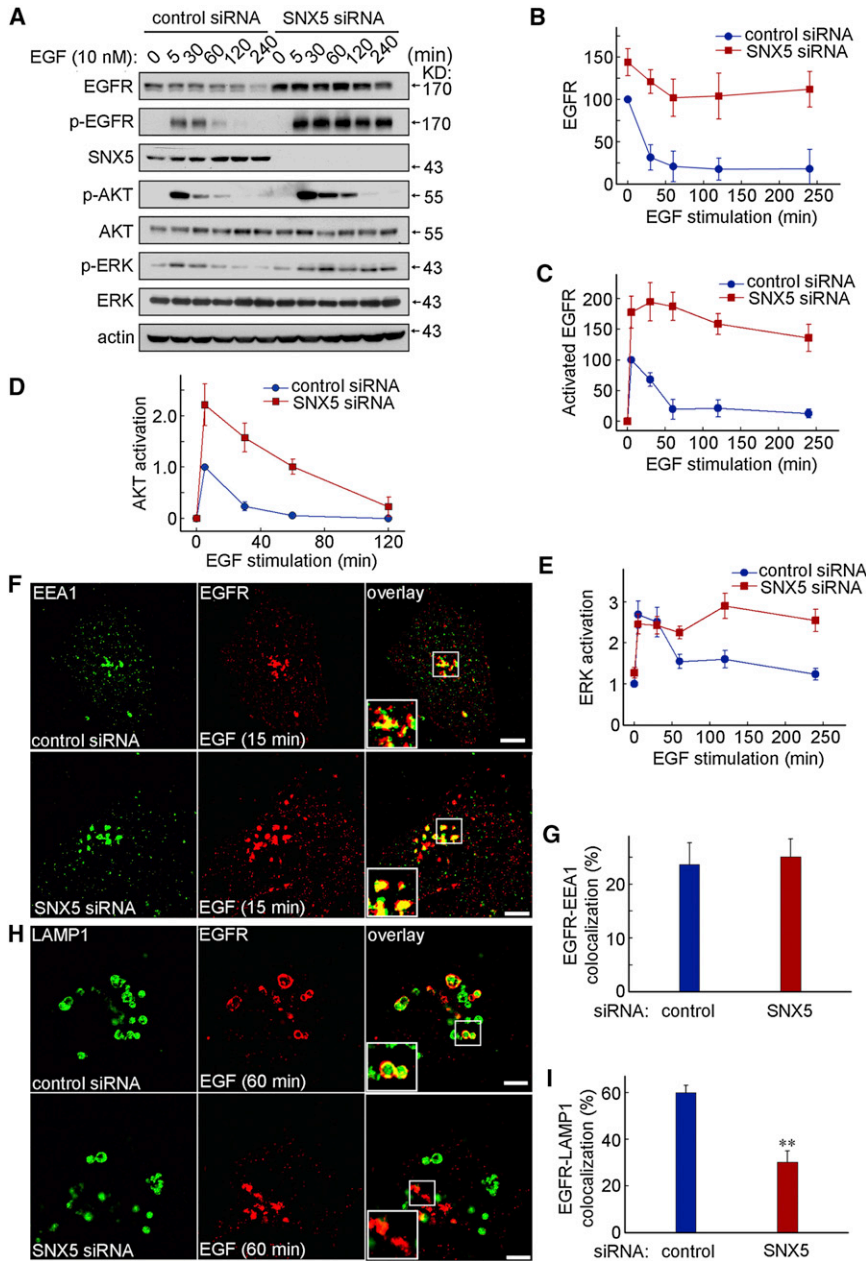 A
control siRNA SNX5 siRNA
EGF (10 nM): 0 5 30 60 120 240 0 5 30 60 120 240 (min)
KD:
EGFR ←170
p-EGFR ←170
SNX5
←43
p-AKT ←55
AKT ←55
p-ERK ←43
ERK ←43
←43
actin
B
control siRNA
SNX5 siRNA
EGFR
150
100
50
0
0 50 100 150 200 250
EGF stimulation (min)
C
control siRNA
SNX5 siRNA
Activated EGFR
200
150
100
50
0
0 50 100 150 200 250
EGF stimulation (min)
D
control siRNA
SNX5 siRNA
AKT activation
2.0
1.0
0
0 40 80 120
EGF stimulation (min)
E
control siRNA
SNX5 siRNA
ERK activation
3
2
1
0
0 50 100 150 200 250
EGF stimulation (min)
F
EEA1 EGFR overlay
control siRNA EGF (15 min)
SNX5 siRNA EGF (15 min)
G
EGFR-EEA1
colocalization (%)
20
10
0
siRNA: control SNX5
H
LAMP1 EGFR overlay
control siRNA EGF (60 min)
SNX5 siRNA EGF (60 min)
I
EGFR-LAMP1
colocalization (%)
60
40
20
0
**
siRNA: control SNX5